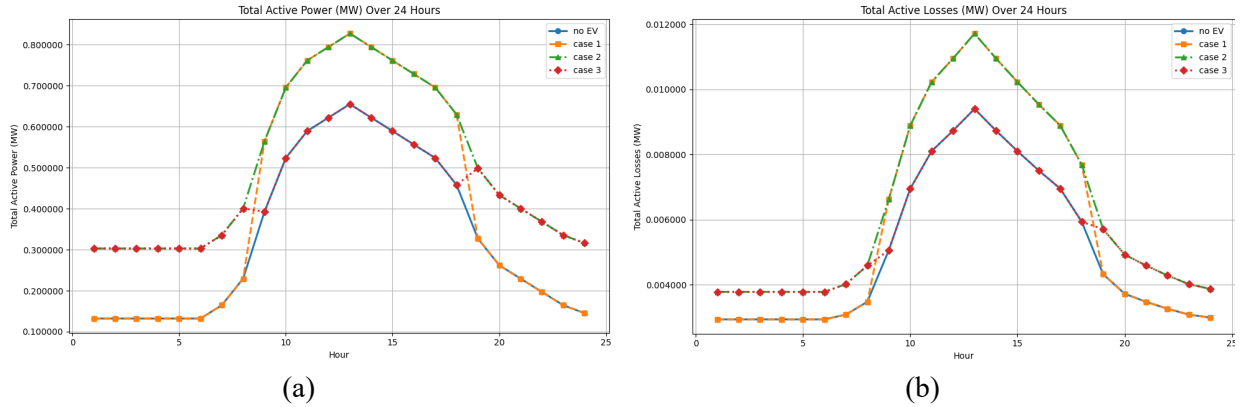 Total Active Power (MW) Over 24 Hours
Total Active Power (MW)
0.800000
0.700000
0.600000
0.500000
0.400000
0.300000
0.200000
0.100000
0
5
10
15
20
25
Hour
no EV
case 1
case 2
case 3
(a)
Total Active Losses (MW) Over 24 Hours
Total Active Losses (MW)
0.012000
0.010000
0.008000
0.006000
0.004000
0
5
10
15
20
25
Hour
no EV
case 1
case 2
case 3
(b)